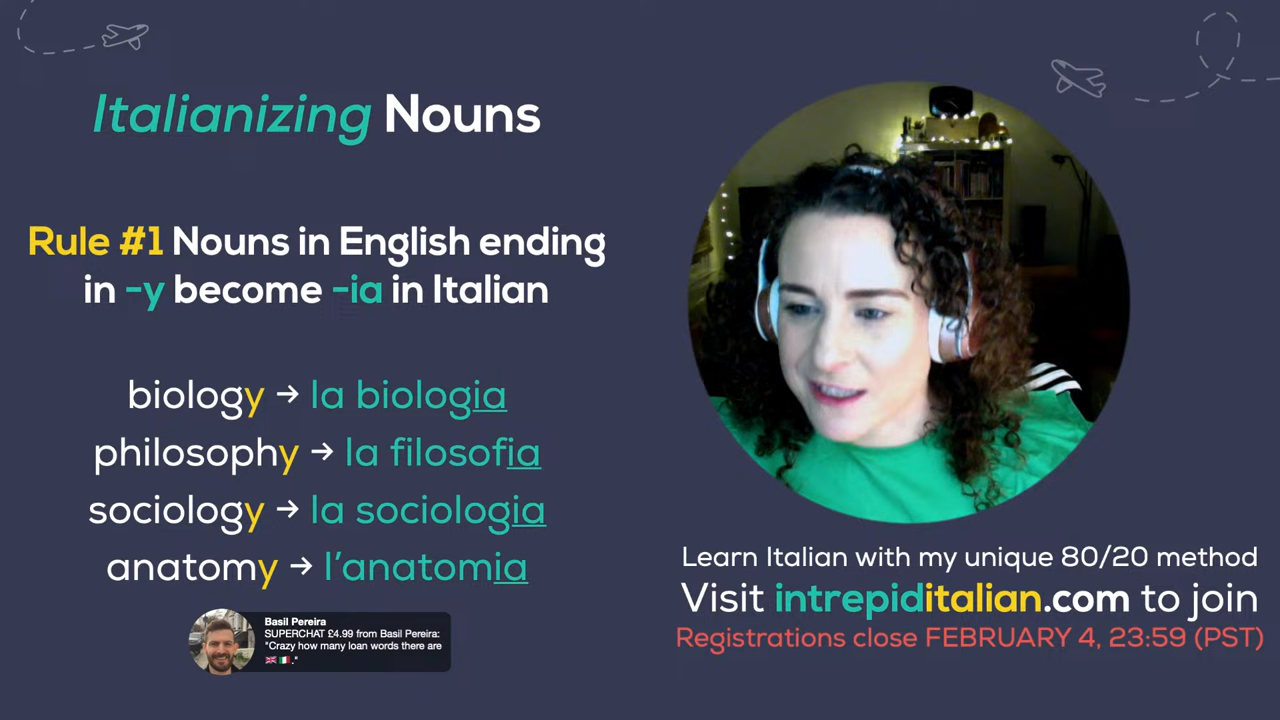 Italianizing Nouns
Rule #1 Nouns in English ending
in -y become -ia in Italian
biology → la biologia
philosophy → la filosofia
sociology → la sociologia
anatomy → l'anatomia
Basil Pereira
SUPERCHAT £4.99 from Basil Pereira:
"Crazy how many loan words there are
🇬🇧 🇮🇹."
Learn Italian with my unique 80/20 method
Visit intrepiditalian.com to join
Registrations close FEBRUARY 4, 23:59 (PST)